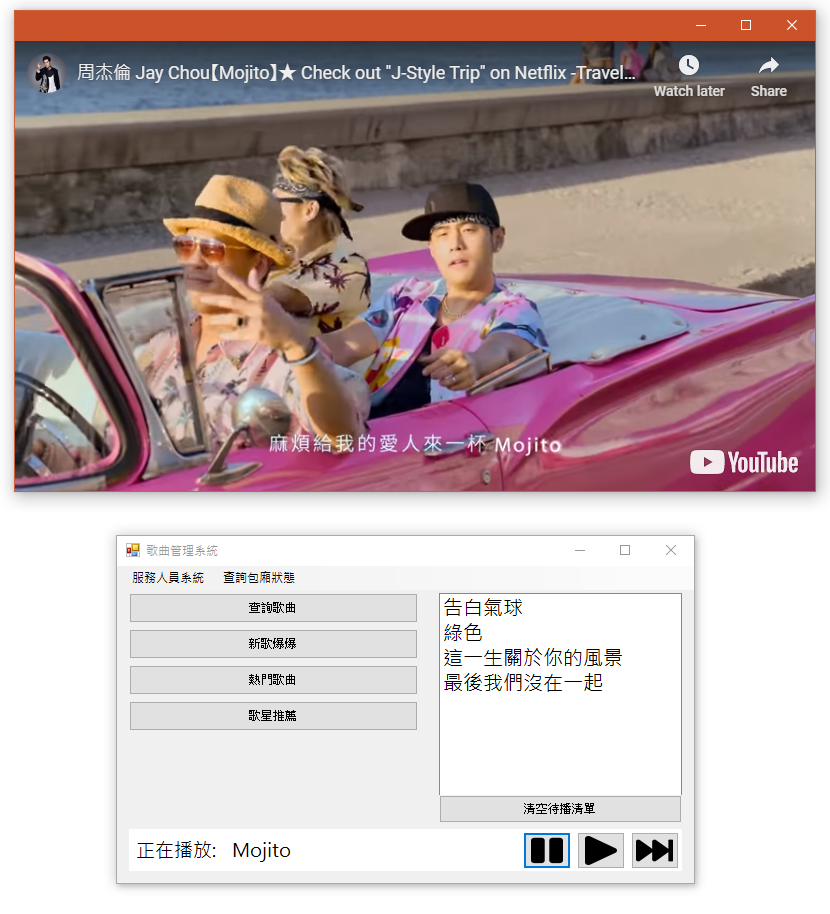 周杰倫 Jay Chou【Mojito】★ Check out "J-Style Trip" on Netflix -Travel...
Watch later
Share
麻煩給我的愛人來一杯 Mojito
YouTube
歌曲管理系統
服務人員系統 查詢包廂狀態
查詢歌曲
新歌爆爆
熱門歌曲
歌星推薦
告白氣球
綠色
這一生關於你的風景
最後我們沒在一起
清空待播清單
正在播放: Mojito